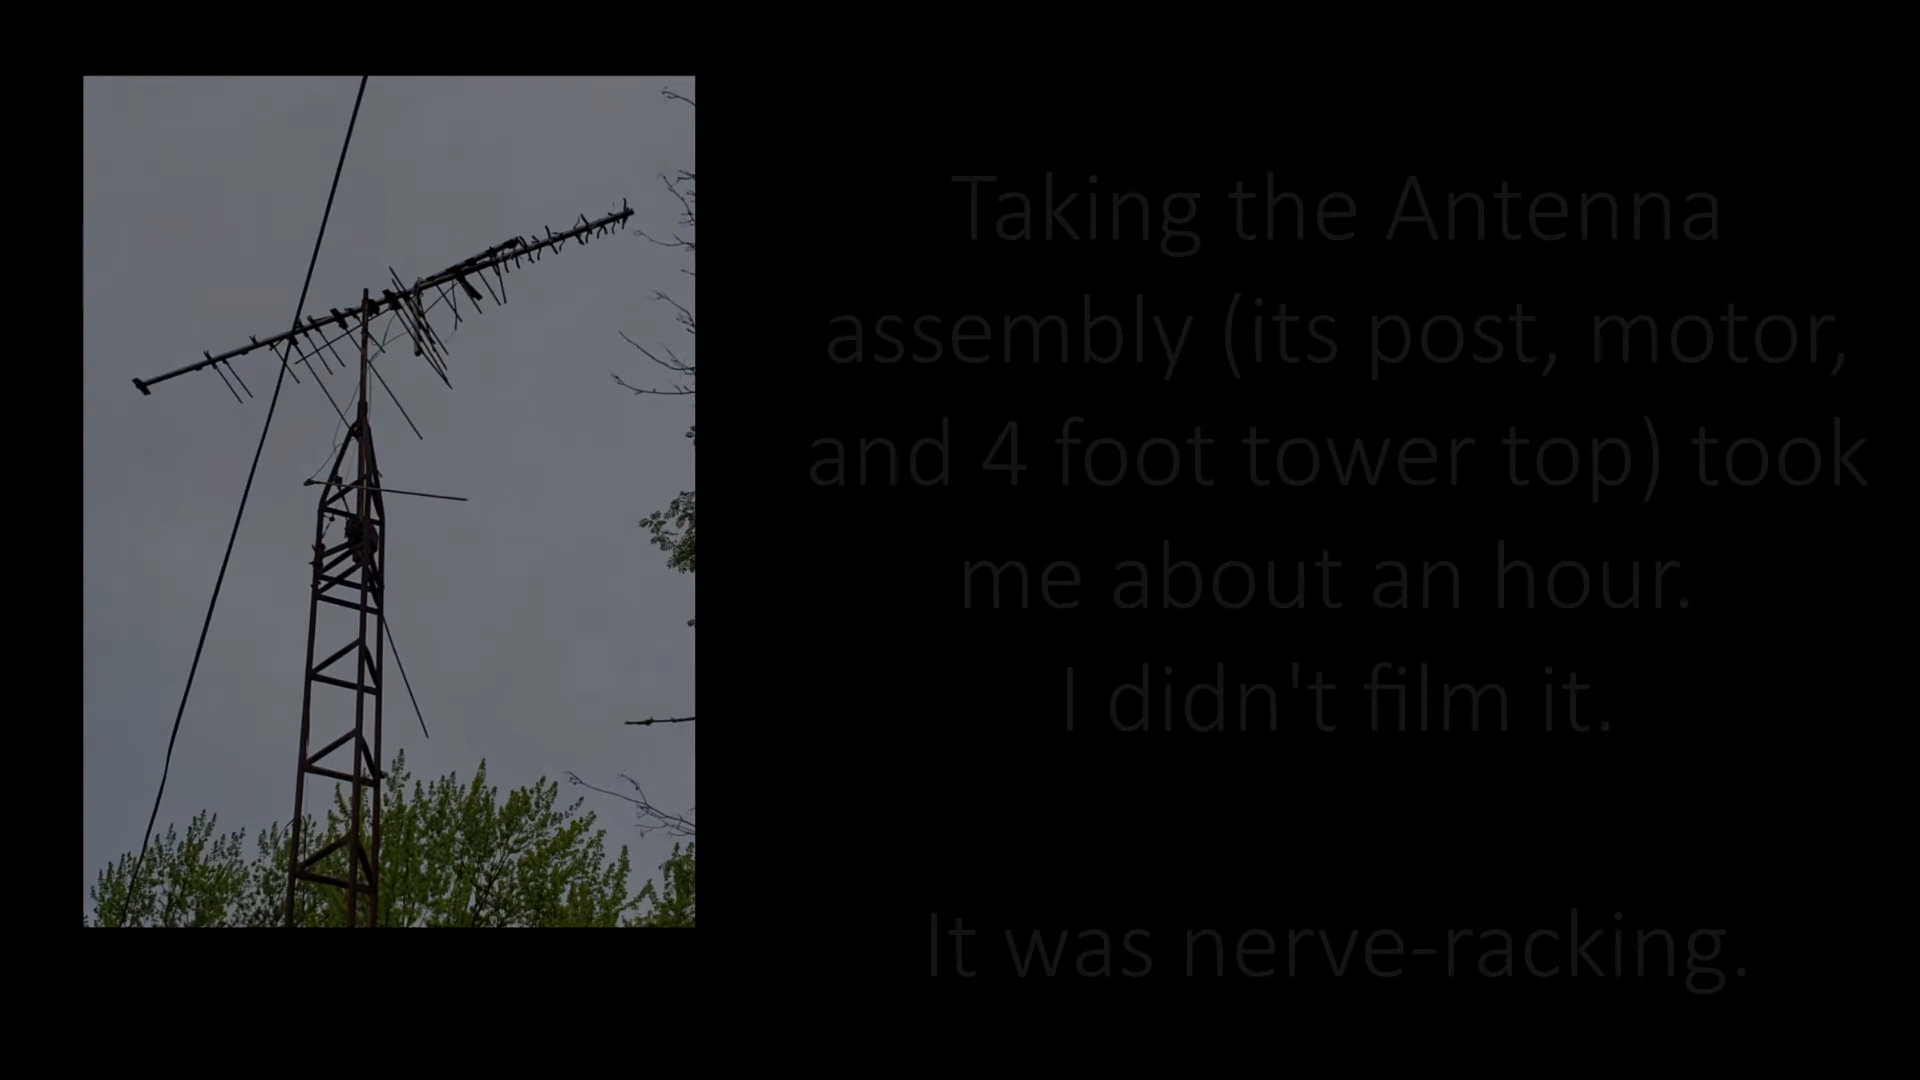 Taking the Antenna
assembly (its post, motor,
and 4 foot tower top) took
me about an hour.
I didn't film it.
It was nerve-racking.